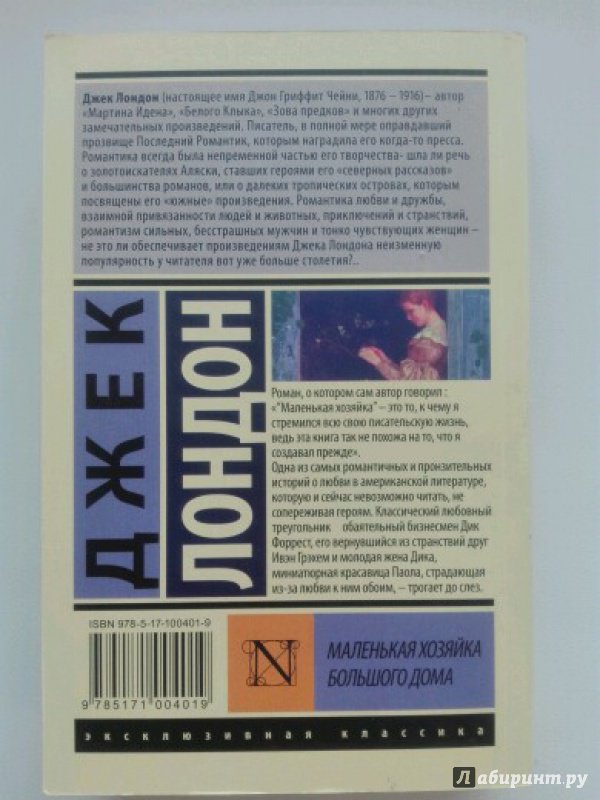 Джек Лондон (настоящее имя Джон Гриффит Чейни, 1876 – 1916)– автор
«Мартина Идена», «Белого Клыка», «Зова предков» и многих других
замечательных произведений. Писатель, в полной мере оправдавший
прозвище Последний Романтик, которым наградила его когда-то пресса.
Романтика всегда была непременной частью его творчества- шла ли речь
о золотоискателях Аляски, ставших героями его «северных рассказов»
и большинства романов, или о далеких тропических островах, которым
посвящены его «южные» произведения. Романтика любви и дружбы,
взаимной привязанности людей и животных, приключений и странствий,
романтизм сильных, бесстрашных мужчин и тонко чувствующих женщин –
не это ли обеспечивает произведениям Джека Лондона неизменную
популярность у читателя вот уже больше столетия?..
ДЖЕК
ЛОНДОН
Роман, о котором сам автор говорил :
«"Маленькая хозяйка" – это то, к чему я
стремился всю свою писательскую жизнь,
ведь эта книга так не похожа на то, что я
создавал прежде».
Одна из самых романтичных и пронзительных
историй о любви в американской литературе,
которую и сейчас невозможно читать, не
сопереживая героям. Классический любовный
треугольник обаятельный бизнесмен Дик
Форрест, его вернувшийся из странствий друг
Ивэн Грэхем и молодая жена Дика,
миниатюрная красавица Паола, страдающая
из-за любви к ним обоим, – трогает до слез.
ISBN 978-5-17-100401-9
9 785171 004019
N
МАЛЕНЬКАЯ ХОЗЯЙКА
БОЛЬШОГО ДОМА
эксклюзивная классика
Лабиринт.ру